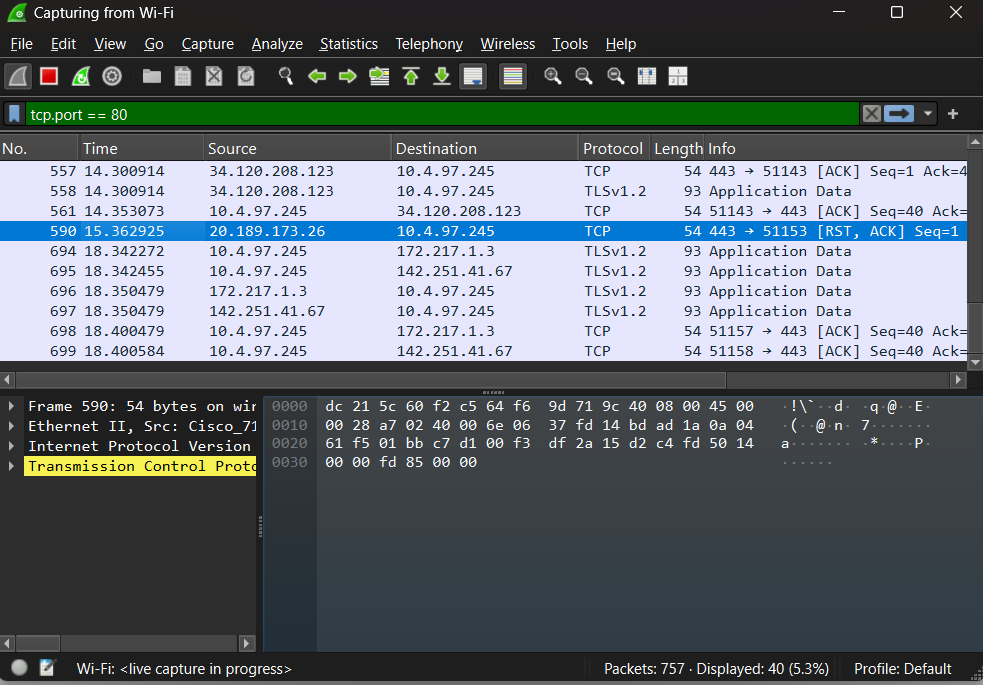 Capturing from Wi-Fi
File Edit View Go Capture Analyze Statistics Telephony Wireless Tools Help
tcp.port == 80
No. Time Source Destination Protocol Length Info
557 14.300914 34.120.208.123 10.4.97.245 TCP 54 443 → 51143 [ACK] Seq=1 Ack=4
558 14.300914 34.120.208.123 10.4.97.245 TLSv1.2 93 Application Data
561 14.353073 10.4.97.245 34.120.208.123 TCP 54 51143 → 443 [ACK] Seq=40 Ack=
590 15.362925 20.189.173.26 10.4.97.245 TCP 54 443 → 51153 [RST, ACK] Seq=1
694 18.342272 10.4.97.245 172.217.1.3 TLSv1.2 93 Application Data
695 18.342455 10.4.97.245 142.251.41.67 TLSv1.2 93 Application Data
696 18.350479 172.217.1.3 10.4.97.245 TLSv1.2 93 Application Data
697 18.350479 142.251.41.67 10.4.97.245 TLSv1.2 93 Application Data
698 18.400479 10.4.97.245 172.217.1.3 TCP 54 51157 → 443 [ACK] Seq=40 Ack=
699 18.400584 10.4.97.245 142.251.41.67 TCP 54 51158 → 443 [ACK] Seq=40 Ack=
Frame 590: 54 bytes on wir
Ethernet II, Src: Cisco_71
Internet Protocol Version
Transmission Control Proto
0000 dc 21 5c 60 f2 c5 64 f6 9d 71 9c 40 08 00 45 00 ·!\`··d· ·q·@··E·
0010 00 28 a7 02 40 00 6e 06 37 fd 14 bd ad 1a 0a 04 ·(··@·n· 7·······
0020 61 f5 01 bb c7 d1 00 f3 df 2a 15 d2 c4 fd 50 14 a······· ·*····P·
0030 00 00 fd 85 00 00 ······
Wi-Fi: <live capture in progress> Packets: 757 · Displayed: 40 (5.3%) Profile: Default